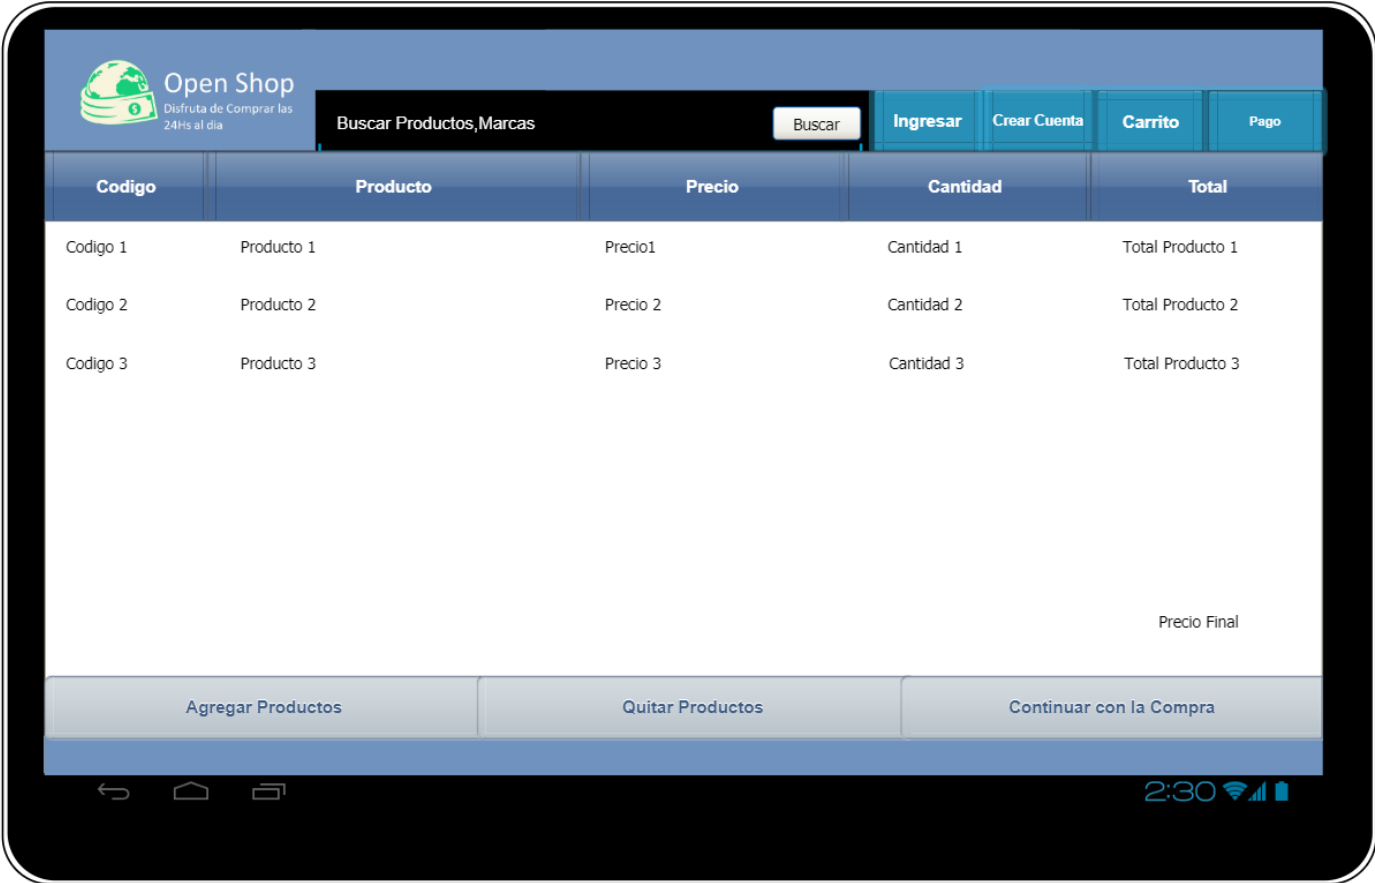 Open Shop
Disfruta de Comprar las
24Hs al dia
Buscar Productos,Marcas
Buscar
Ingresar
Crear Cuenta
Carrito
Pago
Codigo Producto Precio Cantidad Total
Codigo 1 Producto 1 Precio1 Cantidad 1 Total Producto 1
Codigo 2 Producto 2 Precio 2 Cantidad 2 Total Producto 2
Codigo 3 Producto 3 Precio 3 Cantidad 3 Total Producto 3
Precio Final
Agregar Productos Quitar Productos Continuar con la Compra
2:30